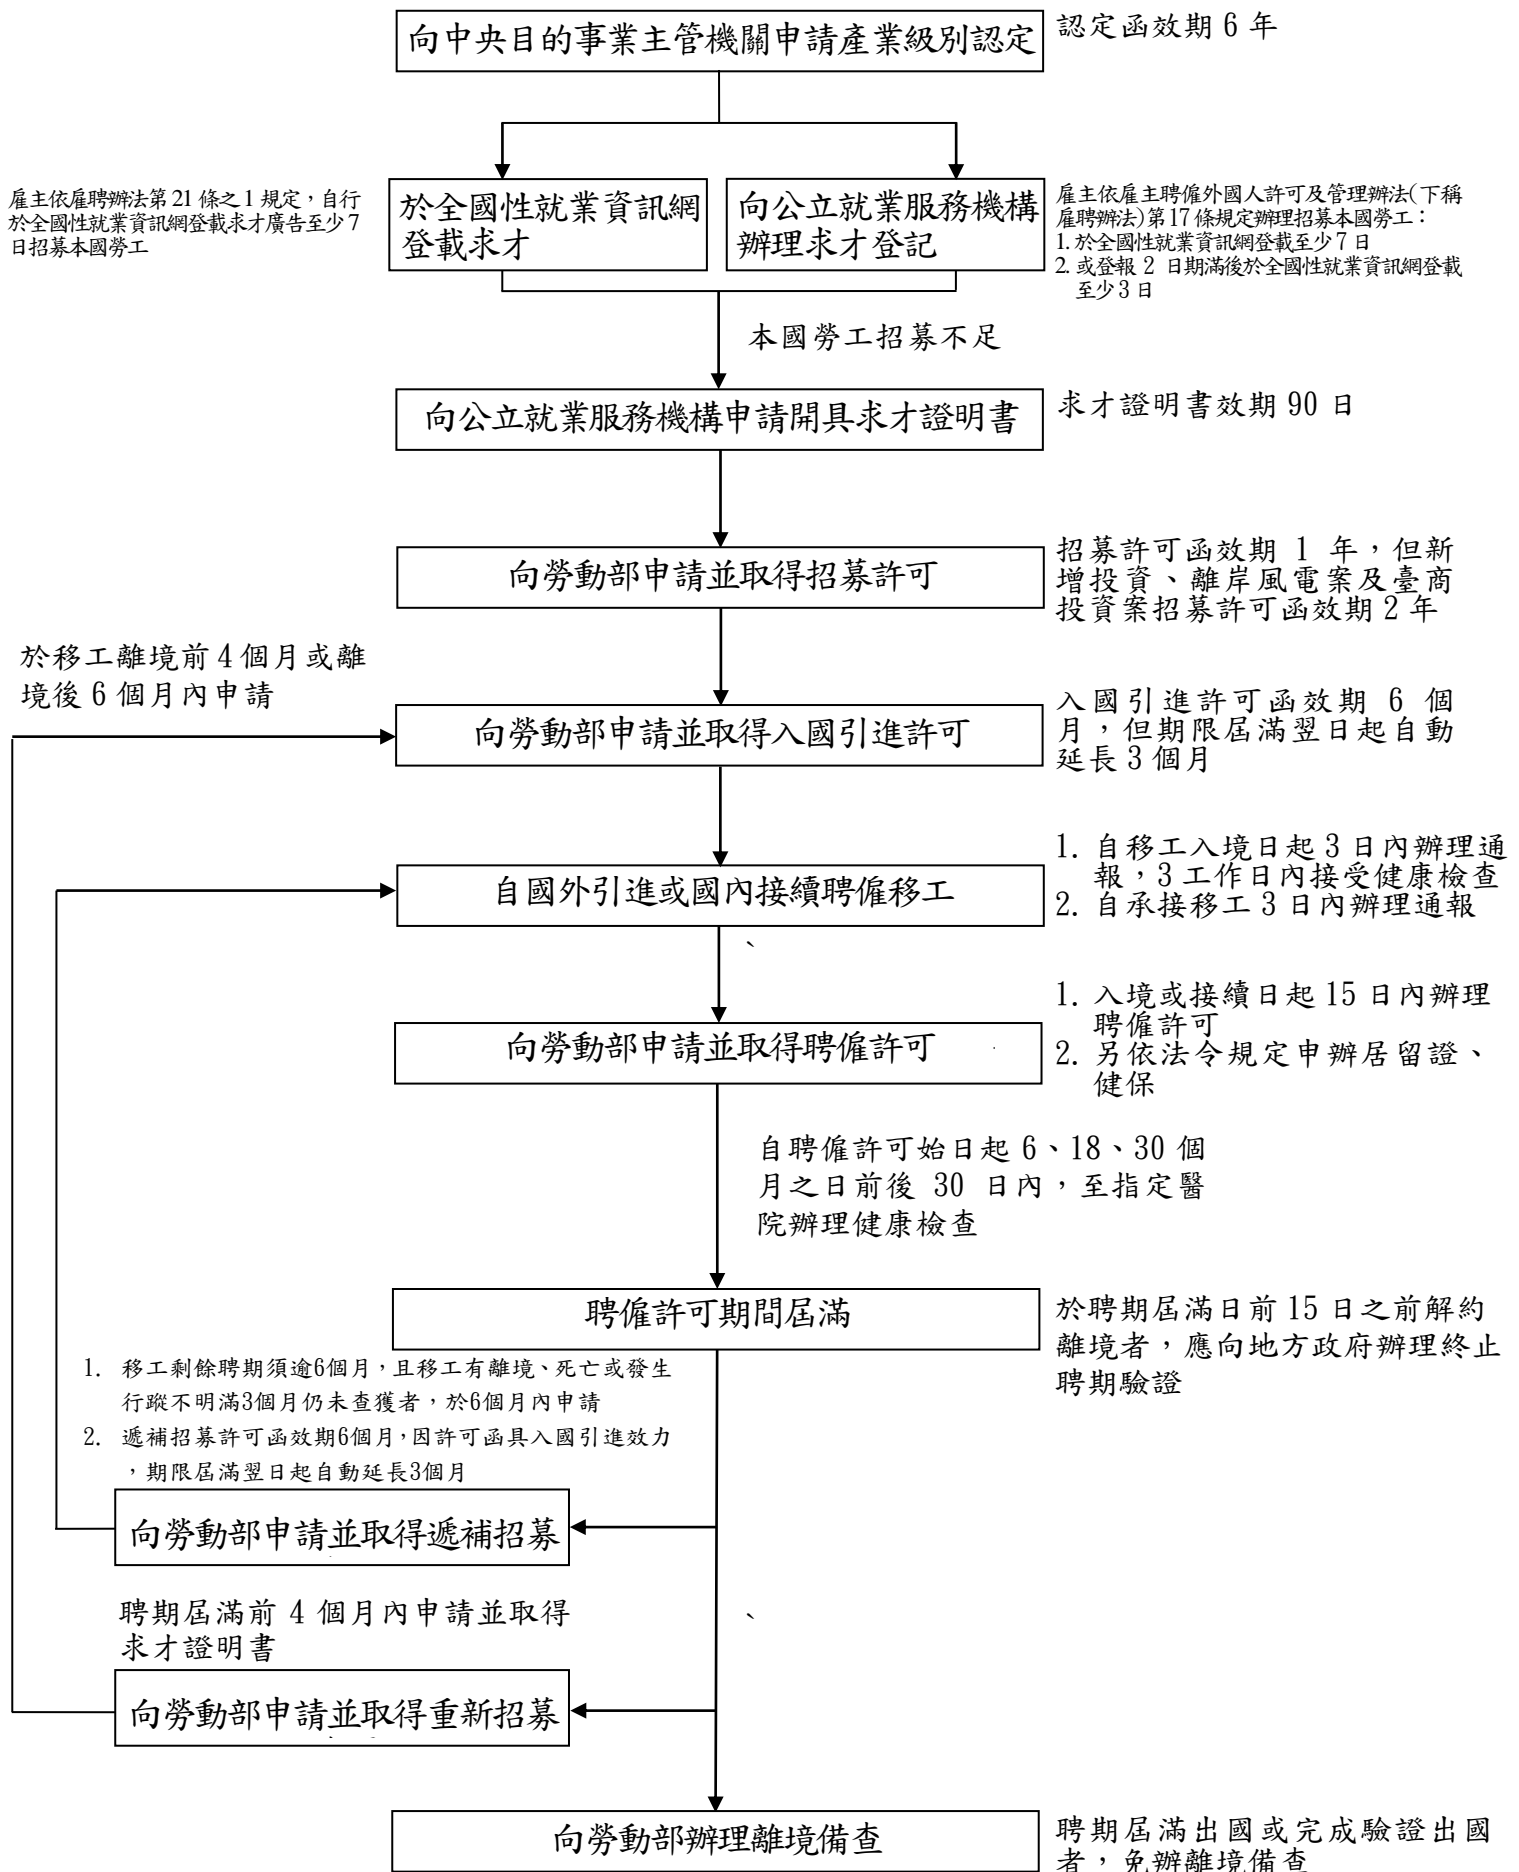 向中央目的事業主管機關申請產業級別認定
認定函效期 6 年
雇主依雇聘辦法第 21 條之 1 規定，自行
於全國性就業資訊網登載求才廣告至少 7
日招募本國勞工
於全國性就業資訊網
登載求才
向公立就業服務機構
辦理求才登記
雇主依雇主聘僱外國人許可及管理辦法(下稱
雇聘辦法)第 17 條規定辦理招募本國勞工：
1. 於全國性就業資訊網登載至少 7 日
2. 或登報 2 日期滿後於全國性就業資訊網登載
至少 3 日
本國勞工招募不足
向公立就業服務機構申請開具求才證明書
求才證明書效期 90 日
向勞動部申請並取得招募許可
招募許可函效期 1 年，但新
增投資、離岸風電案及臺商
投資案招募許可函效期 2 年
於移工離境前 4 個月或離
境後 6 個月內申請
向勞動部申請並取得入國引進許可
入國引進許可函效期 6 個
月，但期限屆滿翌日起自動
延長 3 個月
自國外引進或國內接續聘僱移工
1. 自移工入境日起 3 日內辦理通
報，3 工作日內接受健康檢查
2. 自承接移工 3 日內辦理通報
、
向勞動部申請並取得聘僱許可
1. 入境或接續日起 15 日內辦理
聘僱許可
2. 另依法令規定申辦居留證、
健保
自聘僱許可始日起 6、18、30 個
月之日前後 30 日內，至指定醫
院辦理健康檢查
聘僱許可期間屆滿
於聘期屆滿日前 15 日之前解約
離境者，應向地方政府辦理終止
聘期驗證
1. 移工剩餘聘期須逾6個月，且移工有離境、死亡或發生
行蹤不明滿3個月仍未查獲者，於6個月內申請
2. 遞補招募許可函效期6個月，因許可函具入國引進效力
，期限屆滿翌日起自動延長3個月
向勞動部申請並取得遞補招募
聘期屆滿前 4 個月內申請並取得
求才證明書
、
向勞動部申請並取得重新招募
向勞動部辦理離境備查
聘期屆滿出國或完成驗證出國
者，免辦離境備查